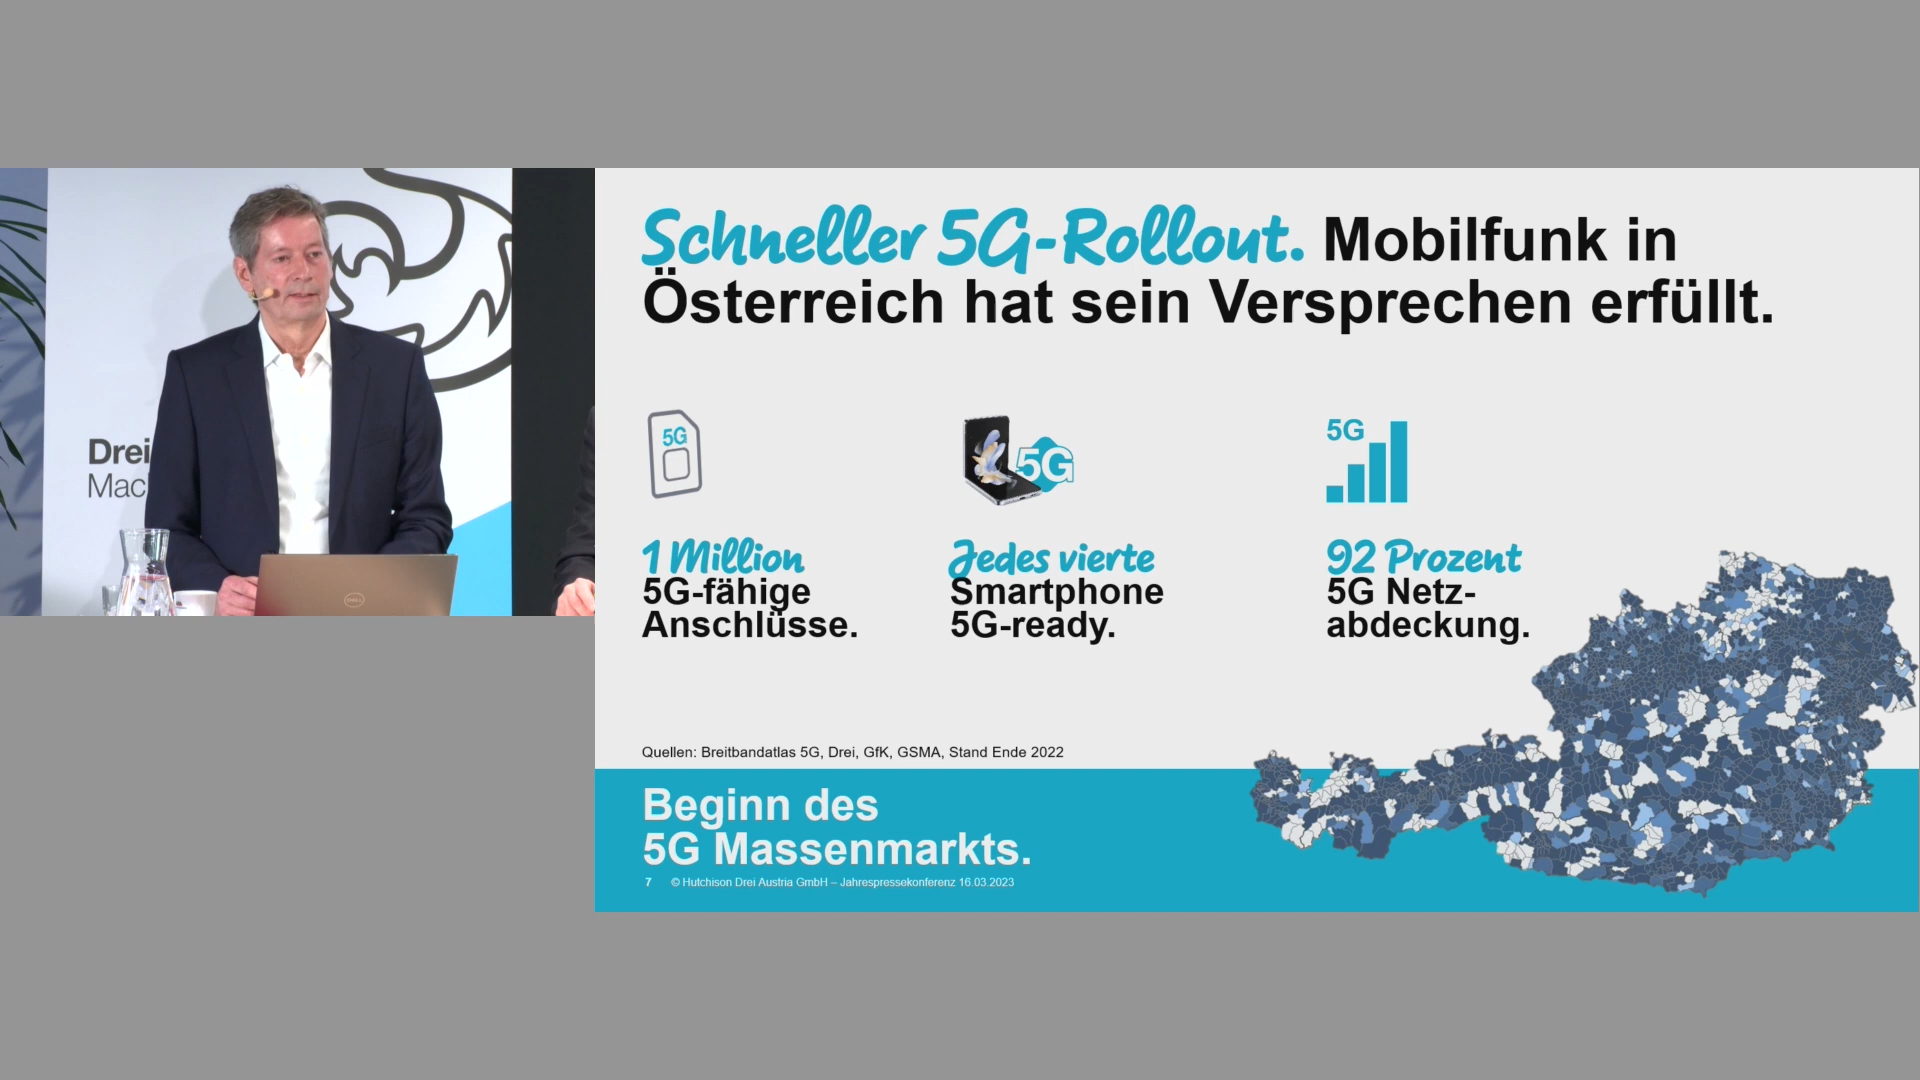 Drei
Mac
Schneller 5G-Rollout. Mobilfunk in
Österreich hat sein Versprechen erfüllt.
5G
5G
5G
1 Million
5G-fähige
Anschlüsse.
Jedes vierte
Smartphone
5G-ready.
92 Prozent
5G Netz-
abdeckung.
Quellen: Breitbandatlas 5G, Drei, GfK, GSMA, Stand Ende 2022
Beginn des
5G Massenmarkts.
7 © Hutchison Drei Austria GmbH – Jahrespressekonferenz 16.03.2023